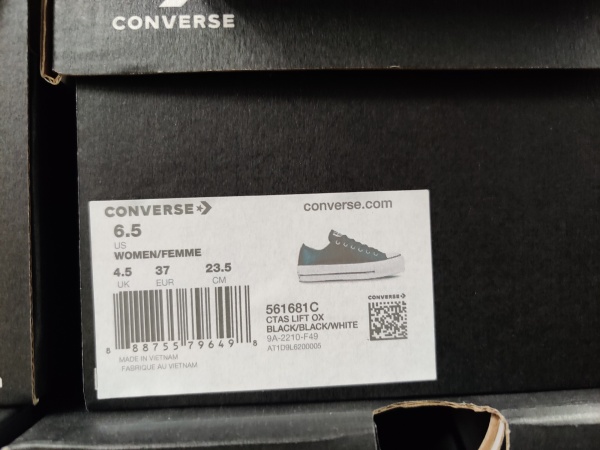 CONVERSE
CONVERSE
converse.com
6.5
US
WOMEN/FEMME
4.5 37 23.5
UK EUR CM
561681C
CTAS LIFT OX
BLACK/BLACK/WHITE
9A-2210-F49
AT1D9L6200005
CONVERSE
8 88755 79649 8
MADE IN VIETNAM
FABRIQUE AU VIETNAM